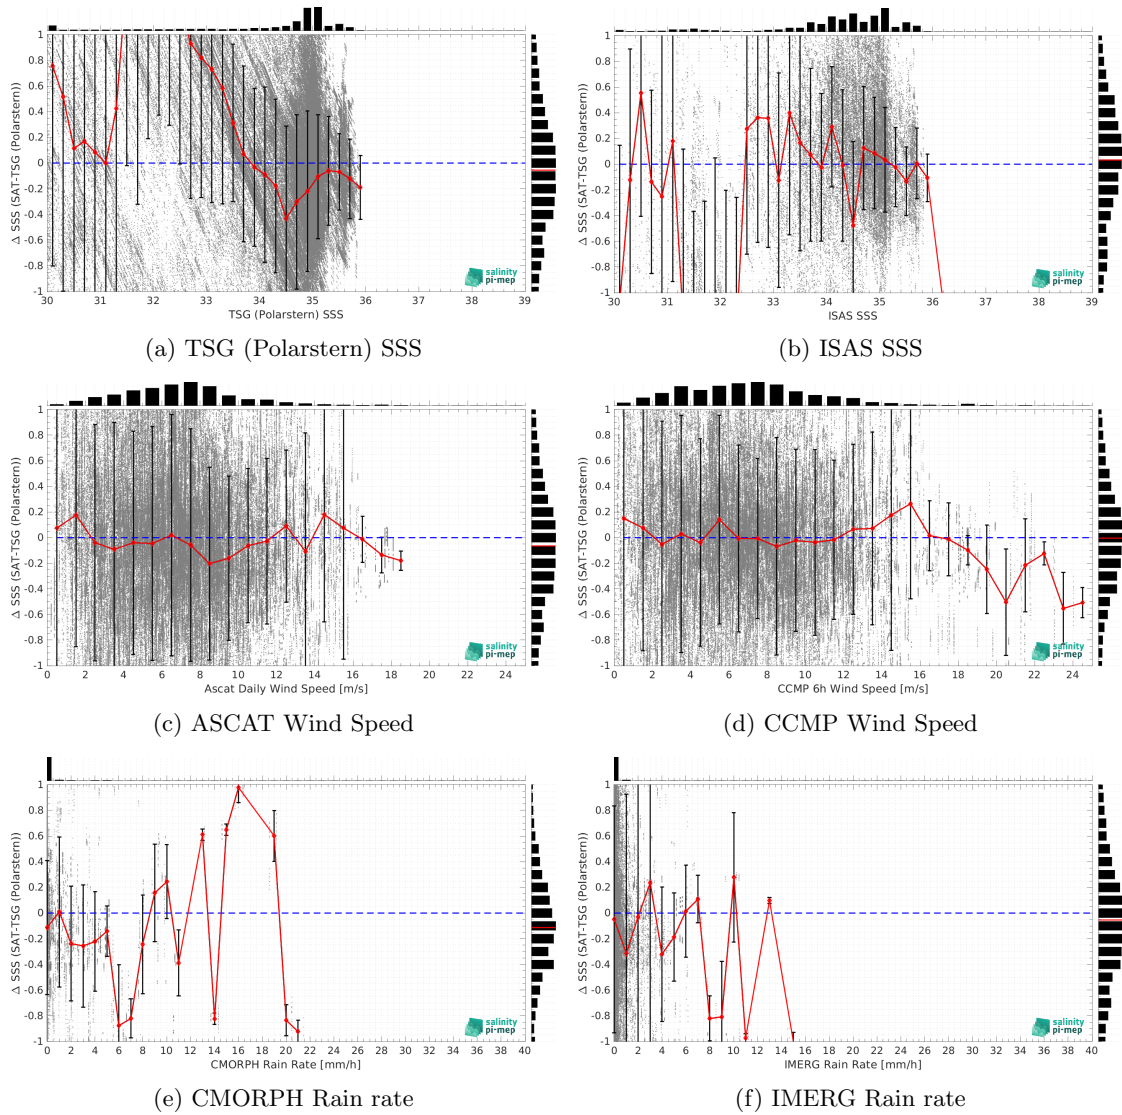 1
0.8
0.6
0.4
0.2
0
-0.2
-0.4
-0.6
-0.8
-1
Δ SSS (SAT-TSG (Polarstern))
30 31 32 33 34 35 36 37 38 39
TSG (Polarstern) SSS
salinity
pi-mep
(a) TSG (Polarstern) SSS
1
0.8
0.6
0.4
0.2
0
-0.2
-0.4
-0.6
-0.8
-1
Δ SSS (SAT-TSG (Polarstern))
30 31 32 33 34 35 36 37 38 39
ISAS SSS
salinity
pi-mep
(b) ISAS SSS
1
0.8
0.6
0.4
0.2
0
-0.2
-0.4
-0.6
-0.8
-1
Δ SSS (SAT-TSG (Polarstern))
0 2 4 6 8 10 12 14 16 18 20 22 24
Ascat Daily Wind Speed [m/s]
salinity
pi-mep
(c) ASCAT Wind Speed
1
0.8
0.6
0.4
0.2
0
-0.2
-0.4
-0.6
-0.8
-1
Δ SSS (SAT-TSG (Polarstern))
0 2 4 6 8 10 12 14 16 18 20 22 24
CCMP 6h Wind Speed [m/s]
salinity
pi-mep
(d) CCMP Wind Speed
1
0.8
0.6
0.4
0.2
0
-0.2
-0.4
-0.6
-0.8
-1
Δ SSS (SAT-TSG (Polarstern))
0 2 4 6 8 10 12 14 16 18 20 22 24 26 28 30 32 34 36 38 40
CMORPH Rain Rate [mm/h]
salinity
pi-mep
(e) CMORPH Rain rate
1
0.8
0.6
0.4
0.2
0
-0.2
-0.4
-0.6
-0.8
-1
Δ SSS (SAT-TSG (Polarstern))
0 2 4 6 8 10 12 14 16 18 20 22 24 26 28 30 32 34 36 38 40
IMERG Rain Rate [mm/h]
salinity
pi-mep
(f) IMERG Rain rate